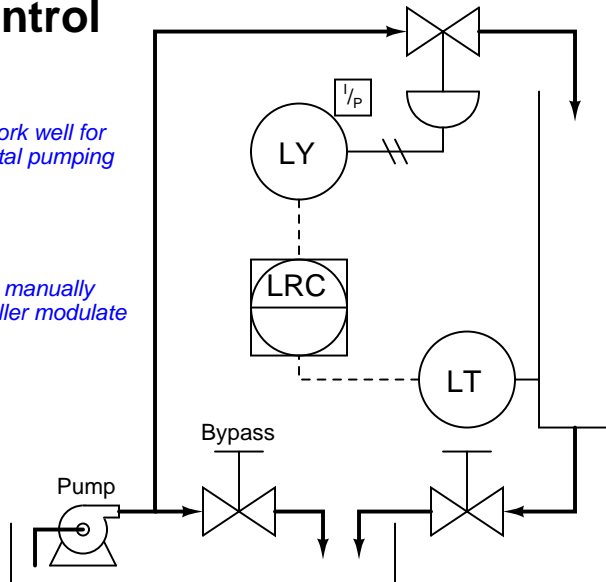 ntrol
I/P
ork well for
tal pumping
LY
manually
ller modulate
LRC
LT
Bypass
Pump